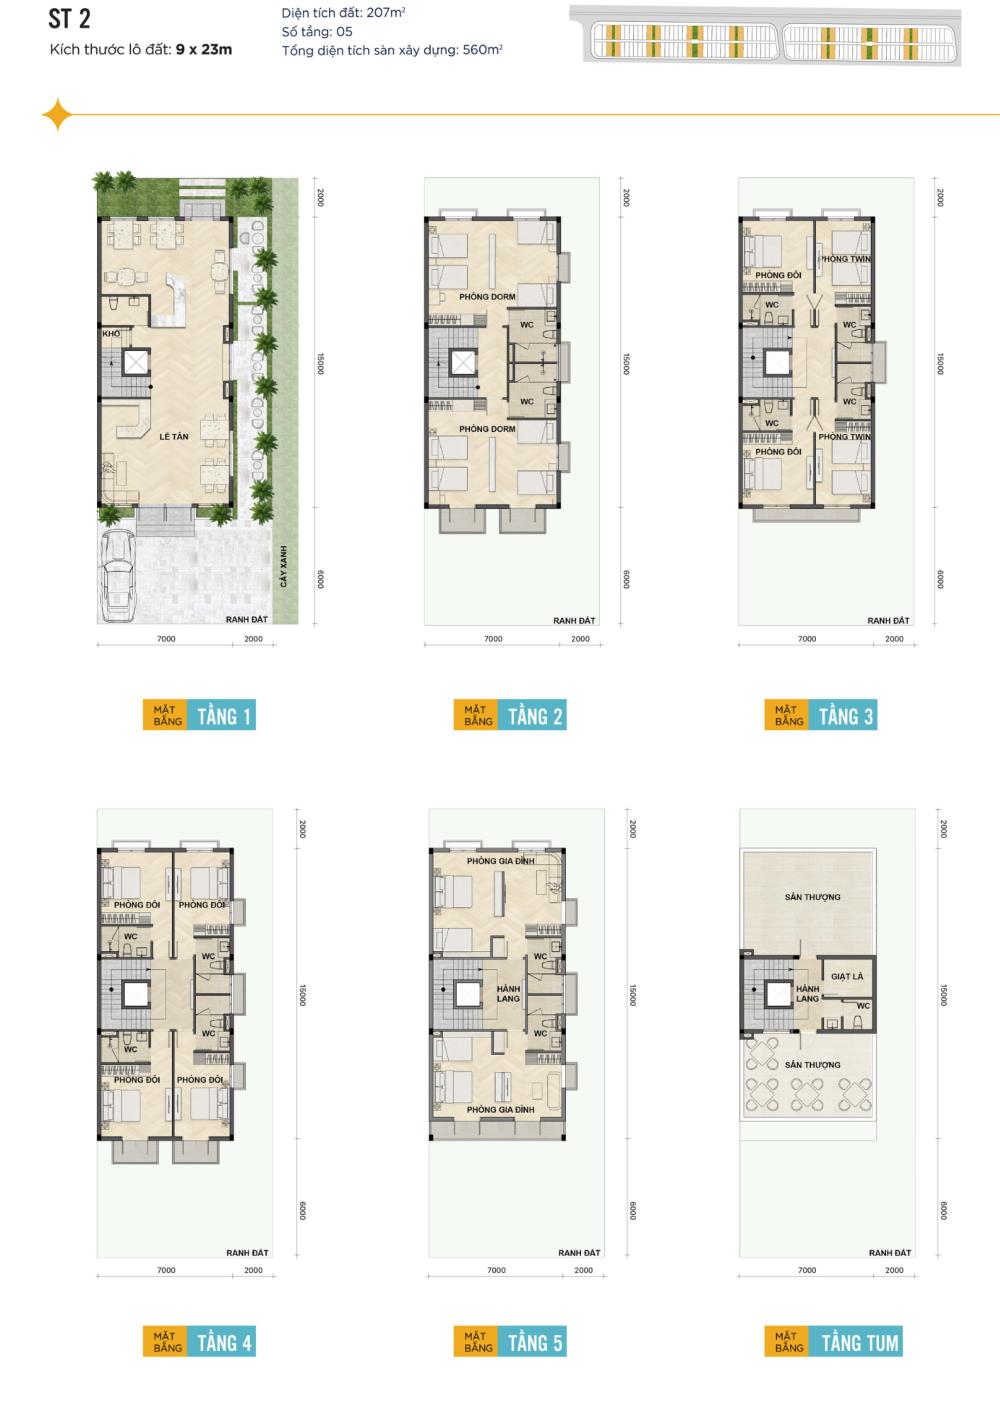 ST 2
Kích thước lô đất: 9 x 23m
Diện tích đất: 207m²
Số tầng: 05
Tổng diện tích sàn xây dựng: 560m²
KHO
LỄ TÂN
CÂY XANH
RANH ĐẤT
7000
2000
2000
15000
6000
MẶT BẰNG
TẦNG 1
PHÒNG DORM
WC
WC
PHÒNG DORM
RANH ĐẤT
7000
2000
2000
15000
6000
MẶT BẰNG
TẦNG 2
PHÒNG TWIN
PHÒNG ĐÔI
WC
WC
WC
WC
PHÒNG TWIN
PHÒNG ĐÔI
RANH ĐẤT
7000
2000
2000
15000
6000
MẶT BẰNG
TẦNG 3
PHÒNG ĐÔI
PHÒNG ĐÔI
WC
WC
WC
WC
PHÒNG ĐÔI
PHÒNG ĐÔI
RANH ĐẤT
7000
2000
2000
15000
6000
MẶT BẰNG
TẦNG 4
PHÒNG GIA ĐÌNH
WC
HÀNH LANG
WC
PHÒNG GIA ĐÌNH
RANH ĐẤT
7000
2000
2000
15000
6000
MẶT BẰNG
TẦNG 5
SÂN THƯỢNG
GIẶT LÀ
HÀNH LANG
WC
SÂN THƯỢNG
RANH ĐẤT
7000
2000
2000
15000
6000
MẶT BẰNG
TẦNG TUM